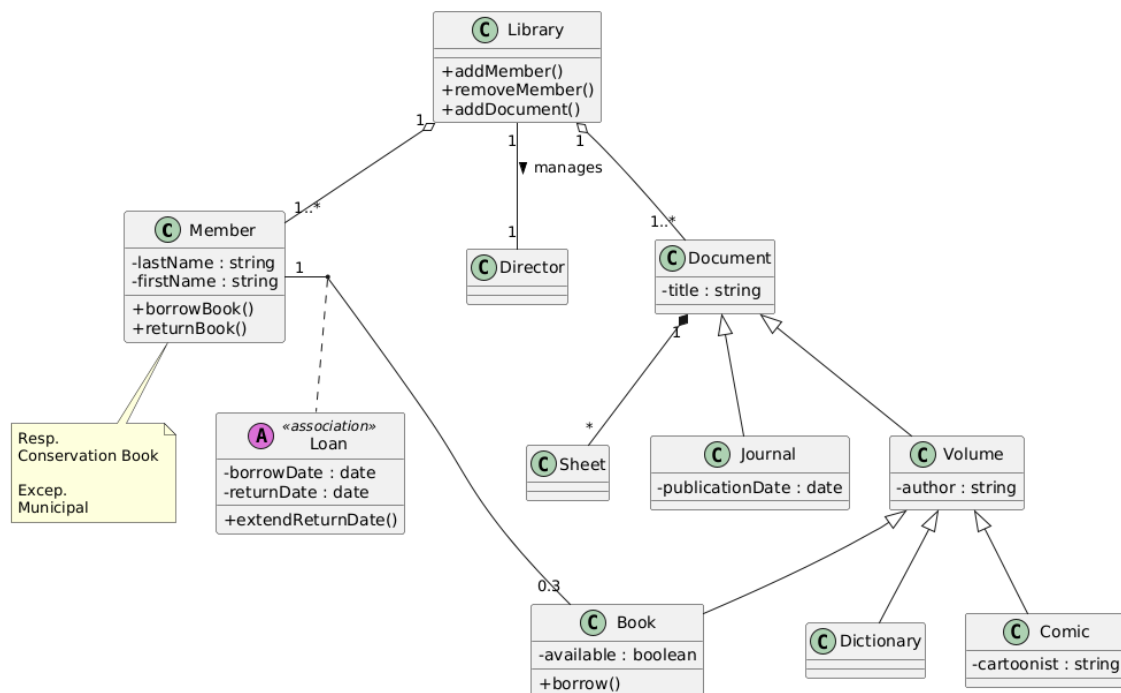 C Library
+addMember()
+removeMember()
+addDocument()
1
1
1
manages
1..*
1
1..*
C Member
-lastName : string
-firstName : string
+borrowBook()
+returnBook()
1
C Director
C Document
-title : string
1
Resp.
Conservation Book
Excep.
Municipal
A «association»
Loan
-borrowDate : date
-returnDate : date
+extendReturnDate()
*
C Sheet
C Journal
-publicationDate : date
C Volume
-author : string
0.3
C Book
-available : boolean
+borrow()
C Dictionary
C Comic
-cartoonist : string